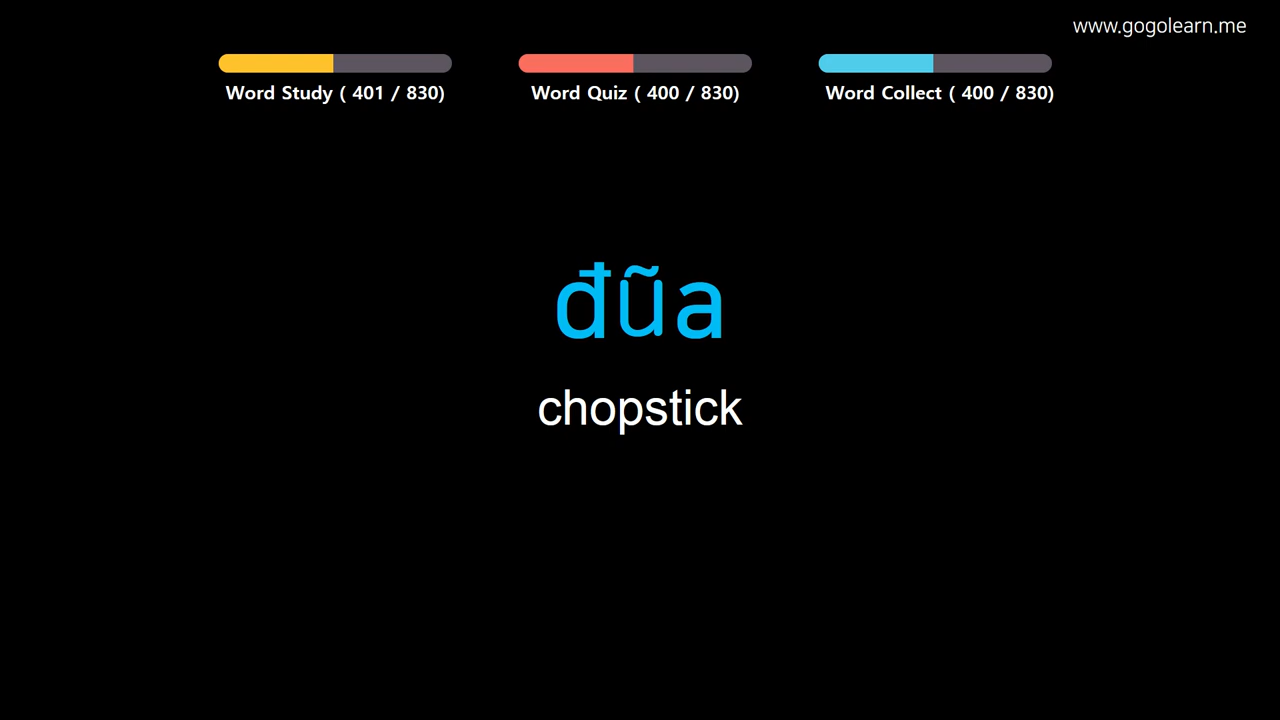 www.gogolearn.me
Word Study ( 401 / 830)
Word Quiz ( 400 / 830)
Word Collect ( 400 / 830)
đũa
chopstick